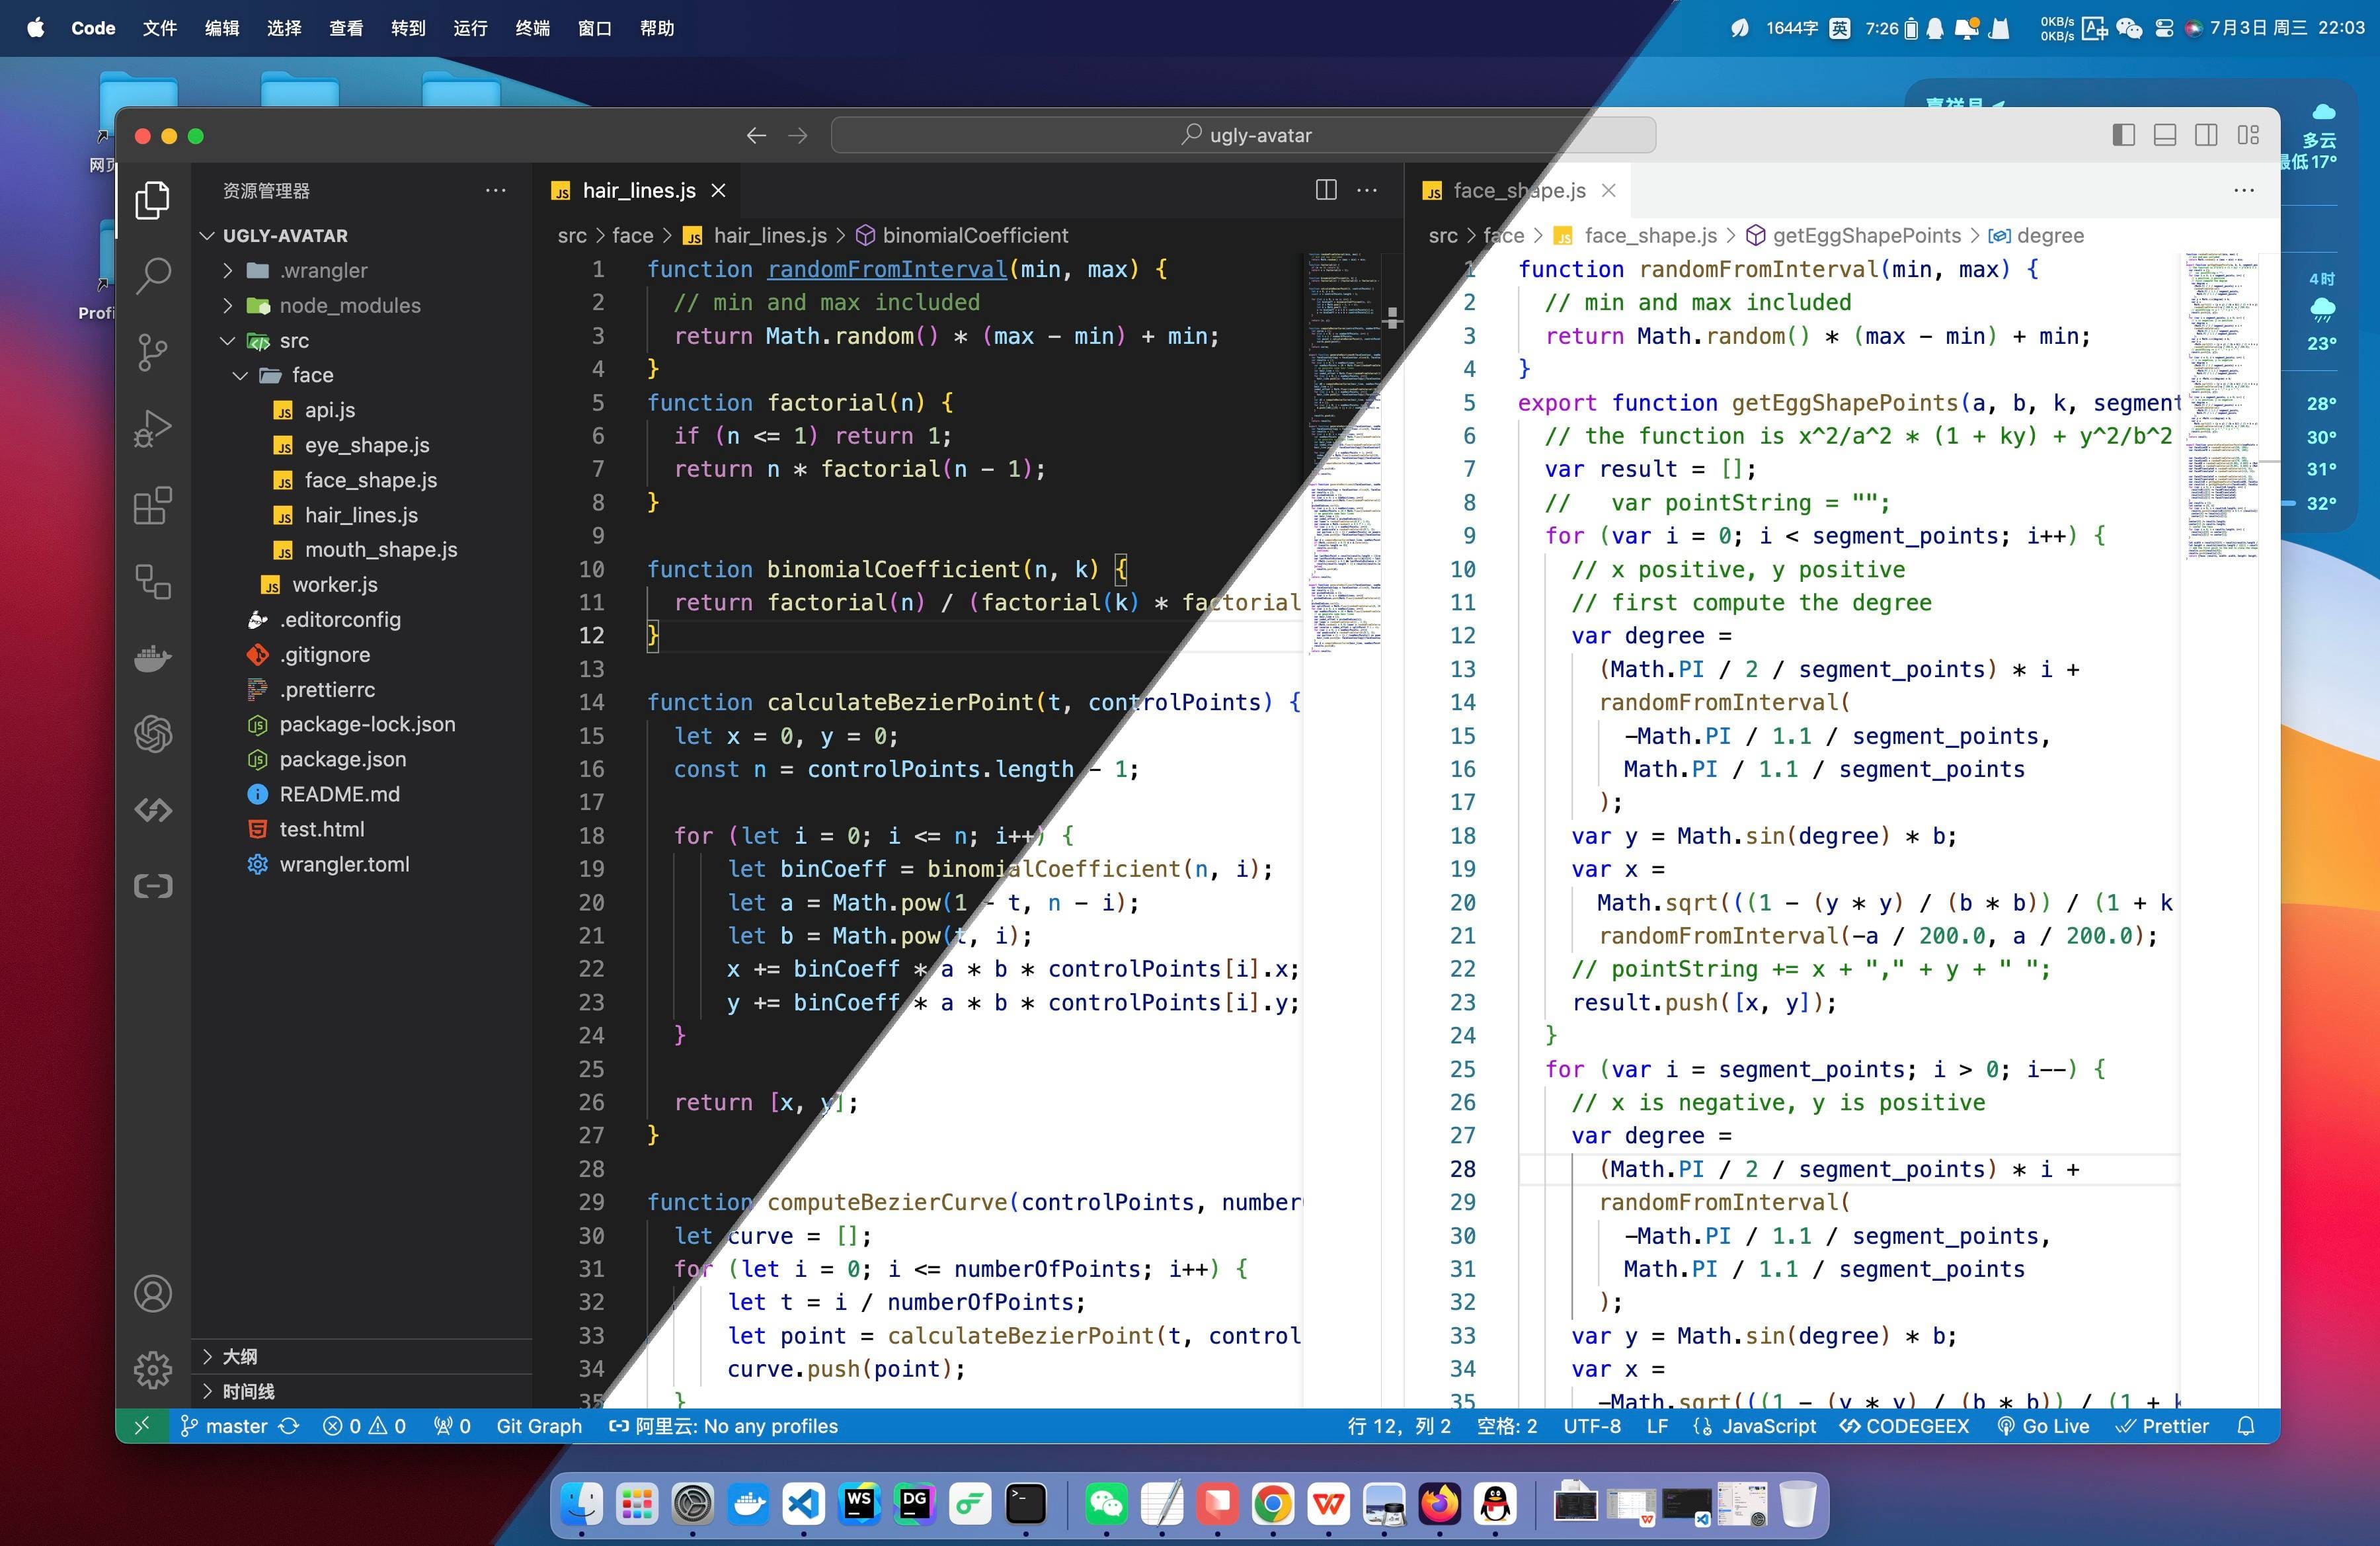 Code 文件 编辑 选择 查看 转到 运行 终端 窗口 帮助
1644字 英 7:26 0KB/s 0KB/s A中 7月3日 周三 22:03
网页
Profi
多云
最低17°
4时
23°
28°
30°
31°
32°
ugly-avatar
资源管理器 ...
UGLY-AVATAR
.wrangler
node_modules
src
face
JS api.js
JS eye_shape.js
JS face_shape.js
JS hair_lines.js
JS mouth_shape.js
JS worker.js
.editorconfig
.gitignore
.prettierrc
package-lock.json
package.json
README.md
test.html
wrangler.toml
大纲
时间线
JS hair_lines.js
src > face > JS hair_lines.js > binomialCoefficient
1 function randomFromInterval(min, max) {
2 // min and max included
3 return Math.random() * (max - min) + min;
4 }
5 function factorial(n) {
6 if (n <= 1) return 1;
7 return n * factorial(n - 1);
8 }
9
10 function binomialCoefficient(n, k) {
11 return factorial(n) / (factorial(k) * factorial
12 }
13
14 function calculateBezierPoint(t, controlPoints) {
15 let x = 0, y = 0;
16 const n = controlPoints.length - 1;
17
18 for (let i = 0; i <= n; i++) {
19 let binCoeff = binomialCoefficient(n, i);
20 let a = Math.pow(1 - t, n - i);
21 let b = Math.pow(t, i);
22 x += binCoeff * a * b * controlPoints[i].x;
23 y += binCoeff * a * b * controlPoints[i].y;
24 }
25
26 return [x, y];
27 }
28
29 function computeBezierCurve(controlPoints, number
30 let curve = [];
31 for (let i = 0; i <= numberOfPoints; i++) {
32 let t = i / numberOfPoints;
33 let point = calculateBezierPoint(t, control
34 curve.push(point);
35 }
JS face_shape.js
src > face > JS face_shape.js > getEggShapePoints > degree
1 function randomFromInterval(min, max) {
2 // min and max included
3 return Math.random() * (max - min) + min;
4 }
5 export function getEggShapePoints(a, b, k, segment
6 // the function is x^2/a^2 * (1 + ky) + y^2/b^2
7 var result = [];
8 // var pointString = "";
9 for (var i = 0; i < segment_points; i++) {
10 // x positive, y positive
11 // first compute the degree
12 var degree =
13 (Math.PI / 2 / segment_points) * i +
14 randomFromInterval(
15 -Math.PI / 1.1 / segment_points,
16 Math.PI / 1.1 / segment_points
17 );
18 var y = Math.sin(degree) * b;
19 var x =
20 Math.sqrt(((1 - (y * y) / (b * b)) / (1 + k
21 randomFromInterval(-a / 200.0, a / 200.0);
22 // pointString += x + "," + y + " ";
23 result.push([x, y]);
24 }
25 for (var i = segment_points; i > 0; i--) {
26 // x is negative, y is positive
27 var degree =
28 (Math.PI / 2 / segment_points) * i +
29 randomFromInterval(
30 -Math.PI / 1.1 / segment_points,
31 Math.PI / 1.1 / segment_points
32 );
33 var y = Math.sin(degree) * b;
34 var x =
35 -Math.sqrt(((1 - (y * y) / (b * b)) / (1 + k
master 0 0 0 Git Graph 阿里云: No any profiles 行 12, 列 2 空格: 2 UTF-8 LF JavaScript CODEGEEX Go Live Prettier
WS DG